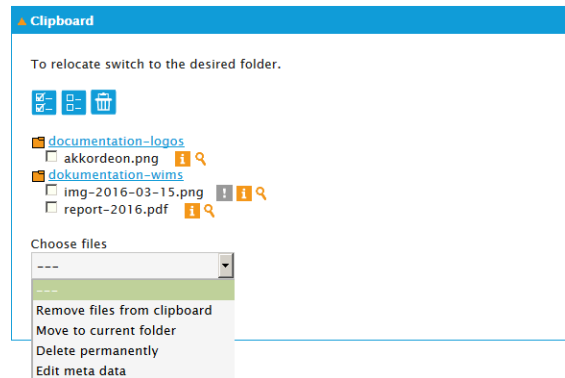 Clipboard
To relocate switch to the desired folder.
documentation-logos
akkordeon.png
dokumentation-wims
img-2016-03-15.png
report-2016.pdf
Choose files
---
---
Remove files from clipboard
Move to current folder
Delete permanently
Edit meta data